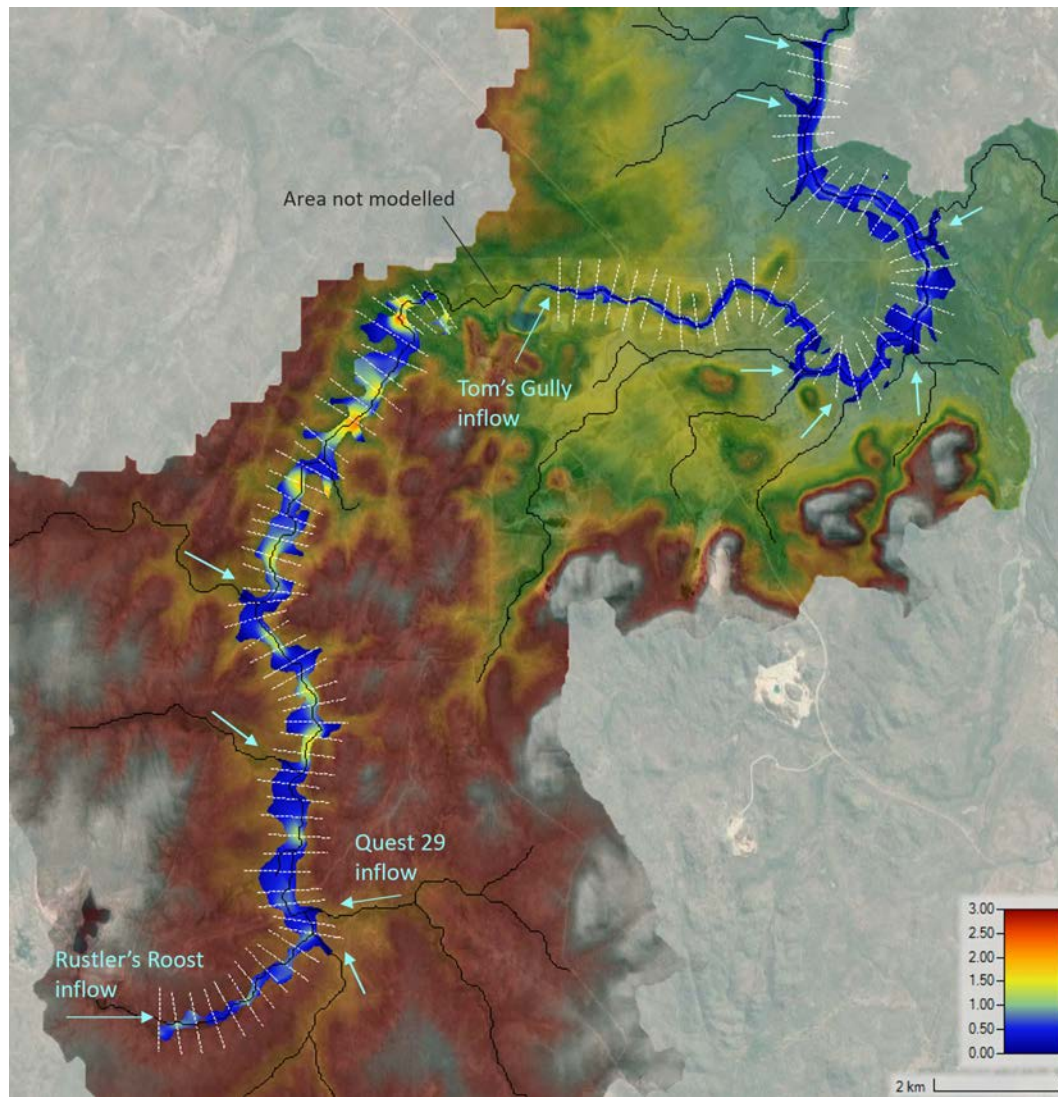 Area not modelled
Tom's Gully
inflow
Quest 29
inflow
Rustler's Roost
inflow
3.00
2.50
2.00
1.50
1.00
0.50
0.00
2 km